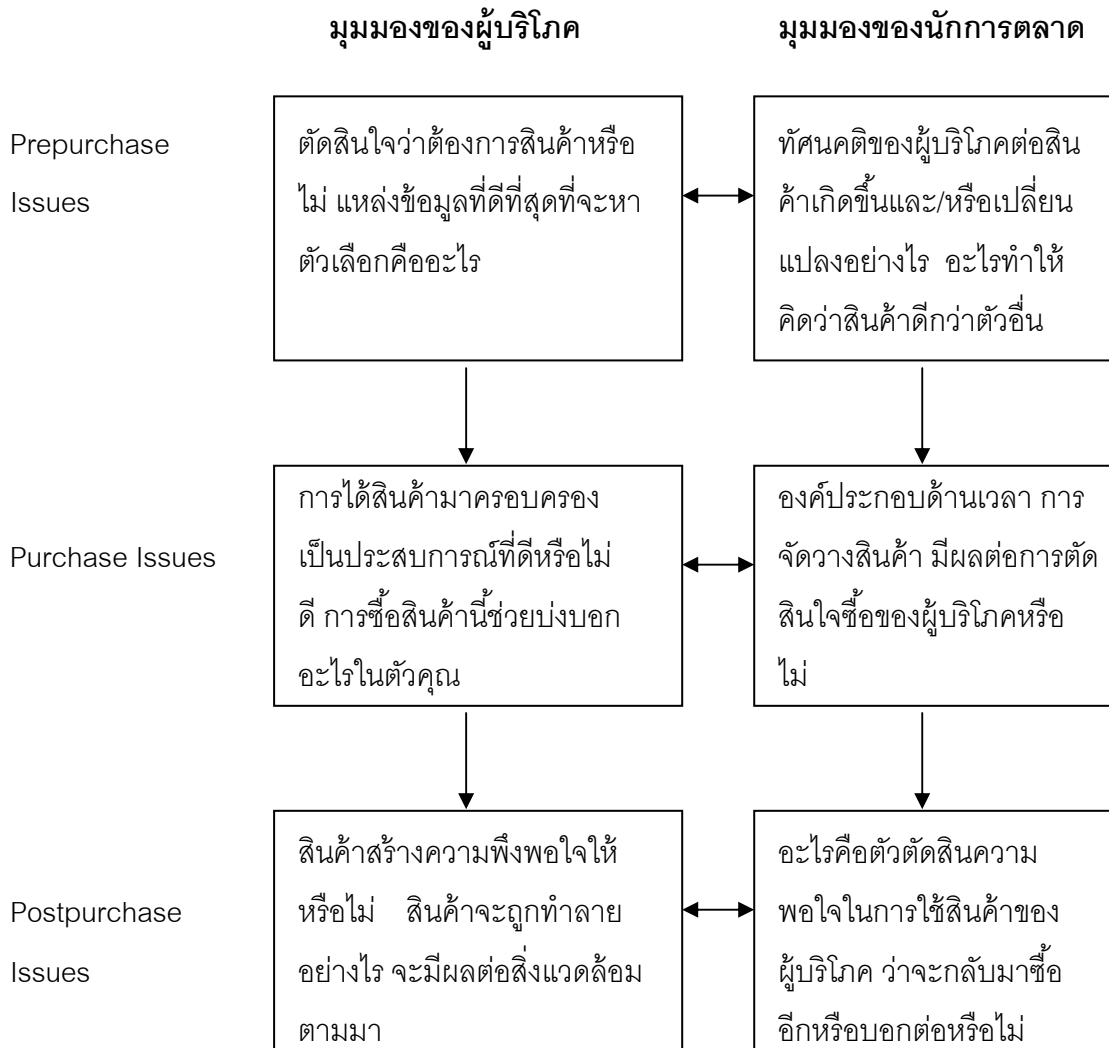 มุมมองของผู้บริโภค
มุมมองของนักการตลาด
Prepurchase
Issues
ตัดสินใจว่าต้องการสินค้าหรือ
ไม่ แหล่งข้อมูลที่ดีที่สุดที่จะหา
ตัวเลือกคืออะไร
ทัศนคติของผู้บริโภคต่อสิน
ค้าเกิดขึ้นและ/หรือเปลี่ยน
แปลงอย่างไร อะไรทำให้
คิดว่าสินค้าดีกว่าตัวอื่น
Purchase Issues
การได้สินค้ามาครอบครอง
เป็นประสบการณ์ที่ดีหรือไม่
ดี การซื้อสินค้านี้ช่วยบ่งบอก
อะไรในตัวคุณ
องค์ประกอบด้านเวลา การ
จัดวางสินค้า มีผลต่อการตัด
สินใจซื้อของผู้บริโภคหรือ
ไม่
Postpurchase
Issues
สินค้าสร้างความพึงพอใจให้
หรือไม่ สินค้าจะถูกทำลาย
อย่างไร จะมีผลต่อสิ่งแวดล้อม
ตามมา
อะไรคือตัวตัดสินความ
พอใจในการใช้สินค้าของ
ผู้บริโภค ว่าจะกลับมาซื้อ
อีกหรือบอกต่อหรือไม่